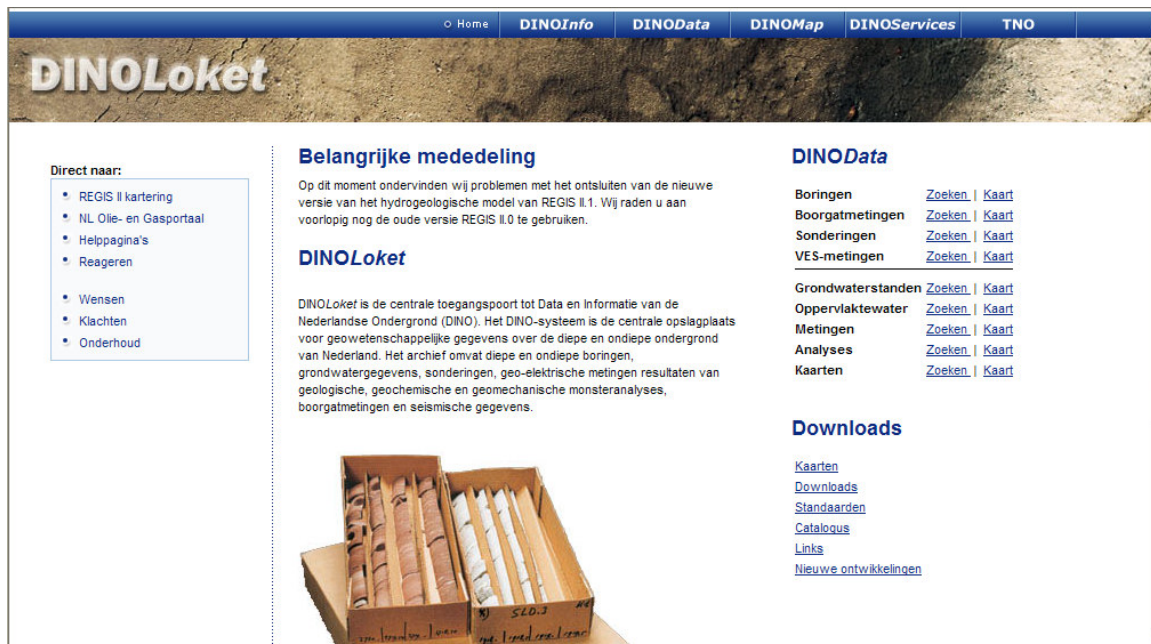 Home DINOInfo DINOData DINOMap DINOServices TNO
DINOLoket
Direct naar:
REGIS II kartering
NL Olie- en Gasportaal
Helppagina's
Reageren
Wensen
Klachten
Onderhoud
Belangrijke mededeling
Op dit moment ondervinden wij problemen met het ontsluiten van de nieuwe
versie van het hydrogeologische model van REGIS II.1. Wij raden u aan
voorlopig nog de oude versie REGIS II.0 te gebruiken.
DINOLoket
DINOLoket is de centrale toegangspoort tot Data en Informatie van de
Nederlandse Ondergrond (DINO). Het DINO-systeem is de centrale opslagplaats
voor geowetenschappelijke gegevens over de diepe en ondiepe ondergrond
van Nederland. Het archief omvat diepe en ondiepe boringen,
grondwatergegevens, sonderingen, geo-elektrische metingen resultaten van
geologische, geochemische en geomechanische monsteranalyses,
boorgatmetingen en seismische gegevens.
SLD.1
DINOData
Boringen Zoeken | Kaart
Boorgatmetingen Zoeken | Kaart
Sonderingen Zoeken | Kaart
VES-metingen Zoeken | Kaart
Grondwaterstanden Zoeken | Kaart
Oppervlaktewater Zoeken | Kaart
Metingen Zoeken | Kaart
Analyses Zoeken | Kaart
Kaarten Zoeken | Kaart
Downloads
Kaarten
Downloads
Standaarden
Catalogus
Links
Nieuwe ontwikkelingen